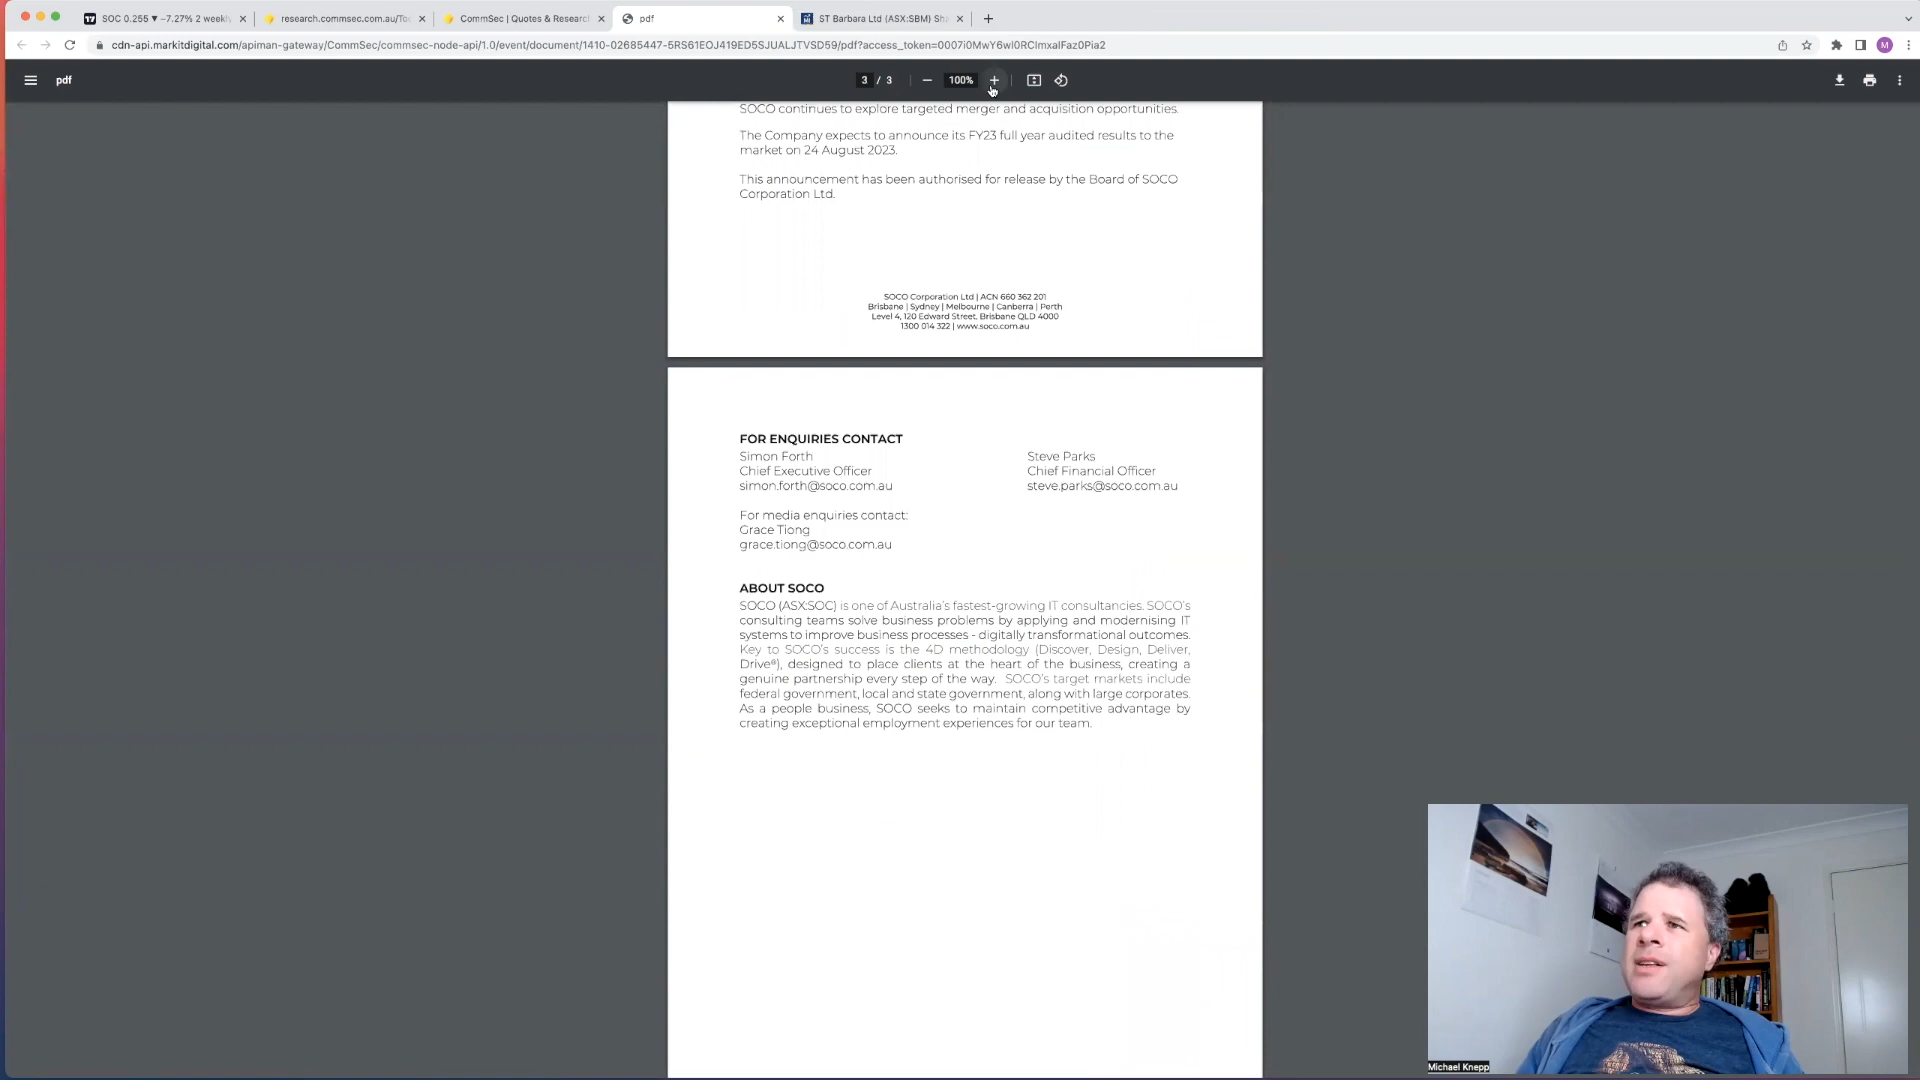 SOC 0.255 ▼ −7.27% 2 weekly
research.commsec.com.au/Too
CommSec | Quotes & Research
pdf
ST Barbara Ltd (ASX:SBM) Sha
cdn-api.markitdigital.com/apiman-gateway/CommSec/commsec-node-api/1.0/event/document/1410-02685447-5RS61EOJ419ED5SJUALJTVSD59/pdf?access_token=0007i0MwY6wl0RCImxaIFaz0Pia2
M
pdf
3 / 3
100%
SOCO continues to explore targeted merger and acquisition opportunities.
The Company expects to announce its FY23 full year audited results to the
market on 24 August 2023.
This announcement has been authorised for release by the Board of SOCO
Corporation Ltd.
SOCO Corporation Ltd | ACN 660 362 201
Brisbane | Sydney | Melbourne | Canberra | Perth
Level 4, 120 Edward Street, Brisbane QLD 4000
1300 014 322 | www.soco.com.au
FOR ENQUIRIES CONTACT
Simon Forth
Chief Executive Officer
simon.forth@soco.com.au
Steve Parks
Chief Financial Officer
steve.parks@soco.com.au
For media enquiries contact:
Grace Tiong
grace.tiong@soco.com.au
ABOUT SOCO
SOCO (ASX:SOC) is one of Australia's fastest-growing IT consultancies. SOCO's
consulting teams solve business problems by applying and modernising IT
systems to improve business processes - digitally transformational outcomes.
Key to SOCO's success is the 4D methodology (Discover, Design, Deliver,
Drive®), designed to place clients at the heart of the business, creating a
genuine partnership every step of the way. SOCO's target markets include
federal government, local and state government, along with large corporates.
As a people business, SOCO seeks to maintain competitive advantage by
creating exceptional employment experiences for our team.
Michael Knepp